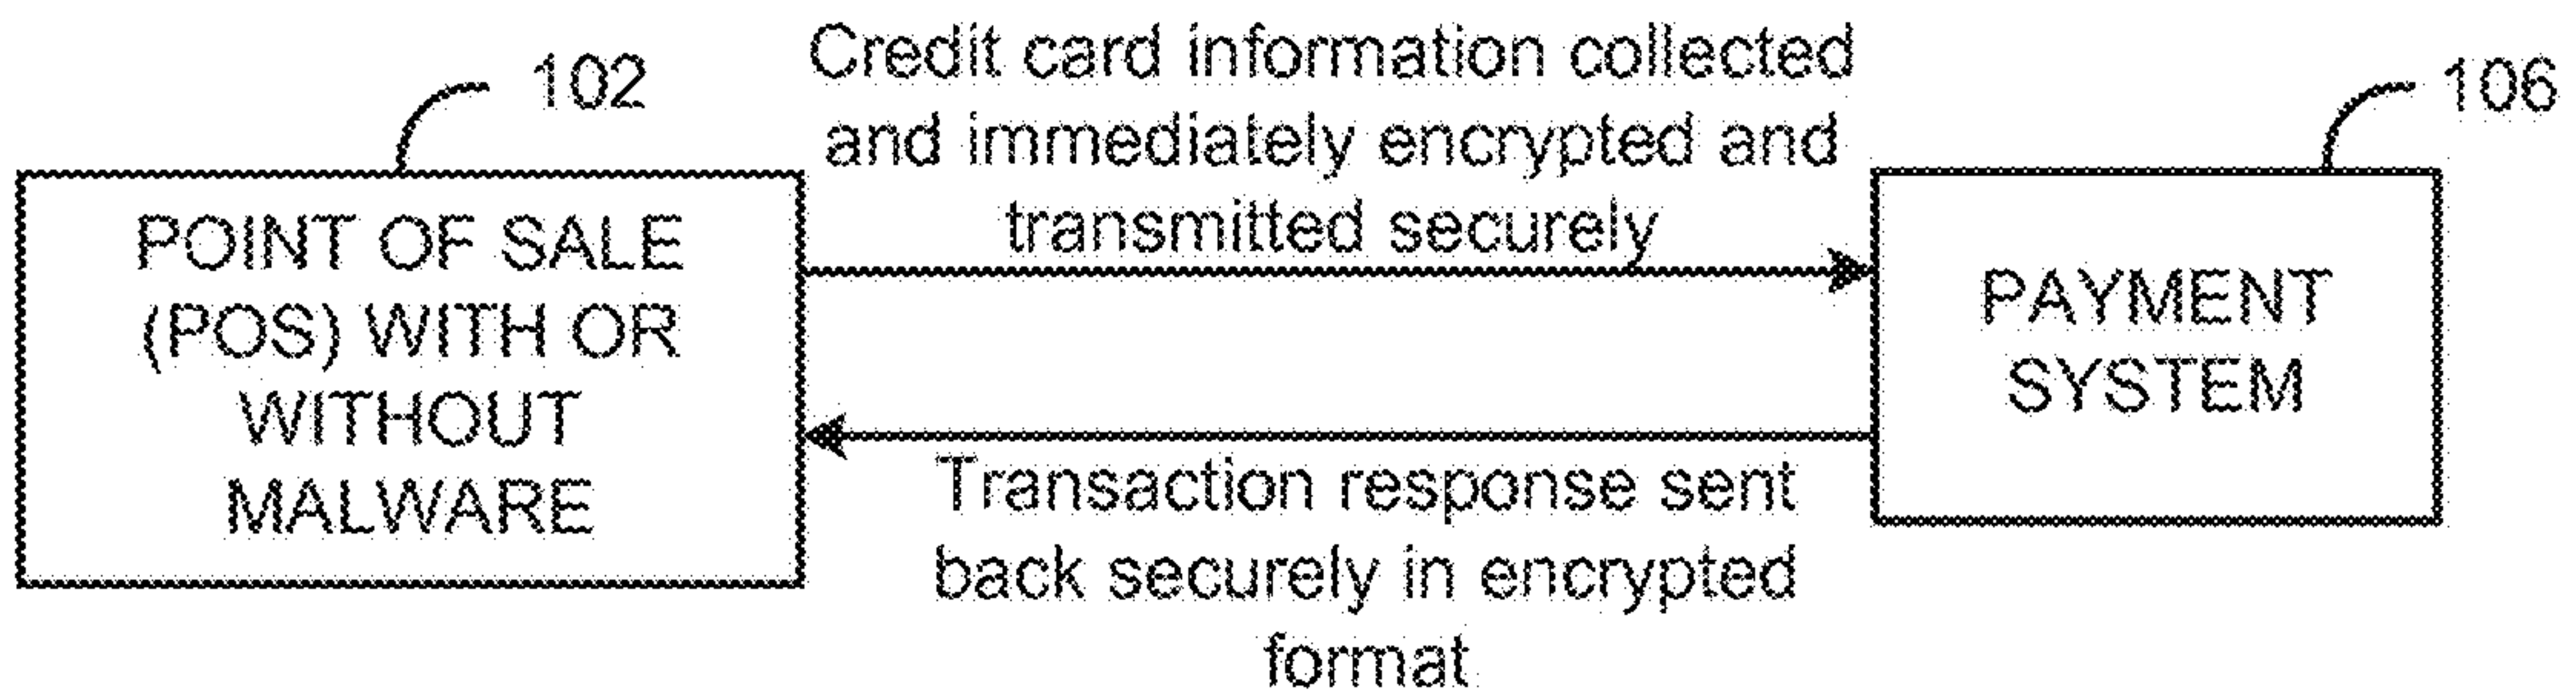 102
Credit card information collected
and immediately encrypted and
transmitted securely
106
POINT OF SALE
(POS) WITH OR
WITHOUT
MALWARE
PAYMENT
SYSTEM
Transaction response sent
back securely in encrypted
format